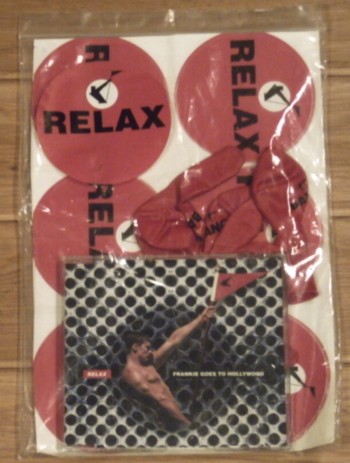 R
RELAX
RELAX
RELAX
RELAX
FRANKIE GOES TO HOLLYWOOD